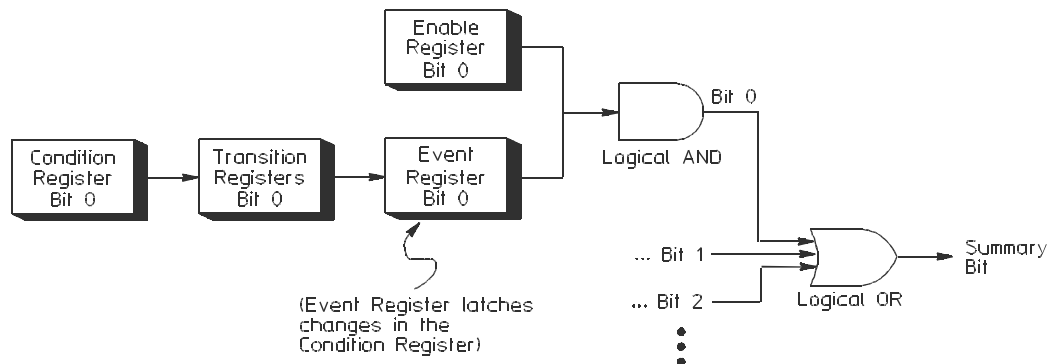 Enable
Register
Bit 0
Bit 0
Logical AND
Condition
Register
Bit 0
Transition
Registers
Bit 0
Event
Register
Bit 0
... Bit 1
Summary
Bit
... Bit 2
Logical OR
(Event Register latches
changes in the
Condition Register)